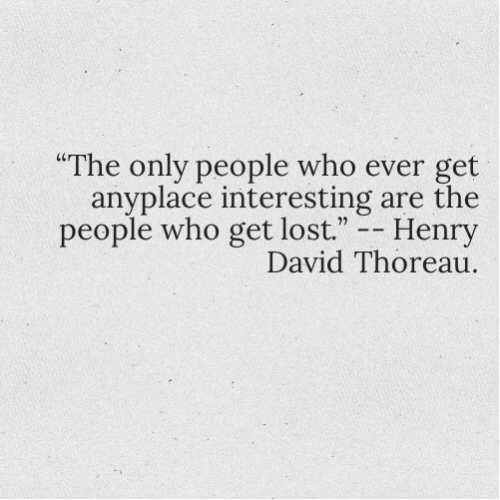 “The only people who ever get
anyplace interesting are the
people who get lost.” -- Henry
David Thoreau.